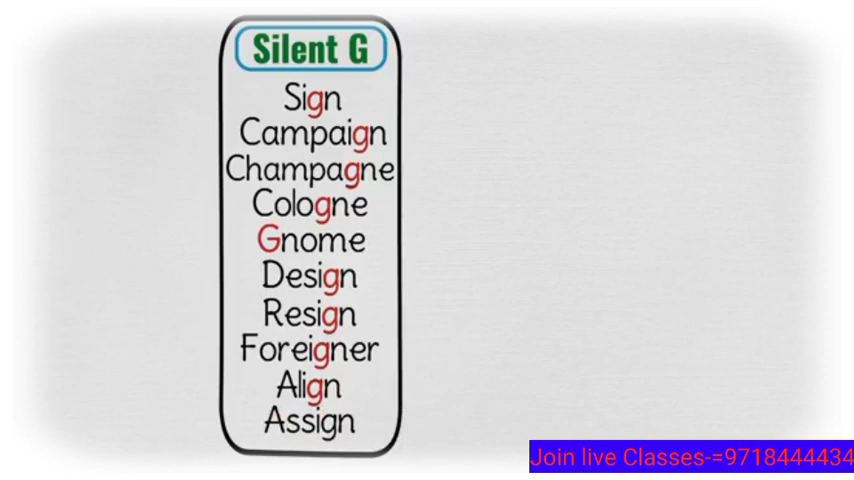 Silent G
Sign
Campaign
Champagne
Cologne
Gnome
Design
Resign
Foreigner
Align
Assign
Join live Classes-=9718444434